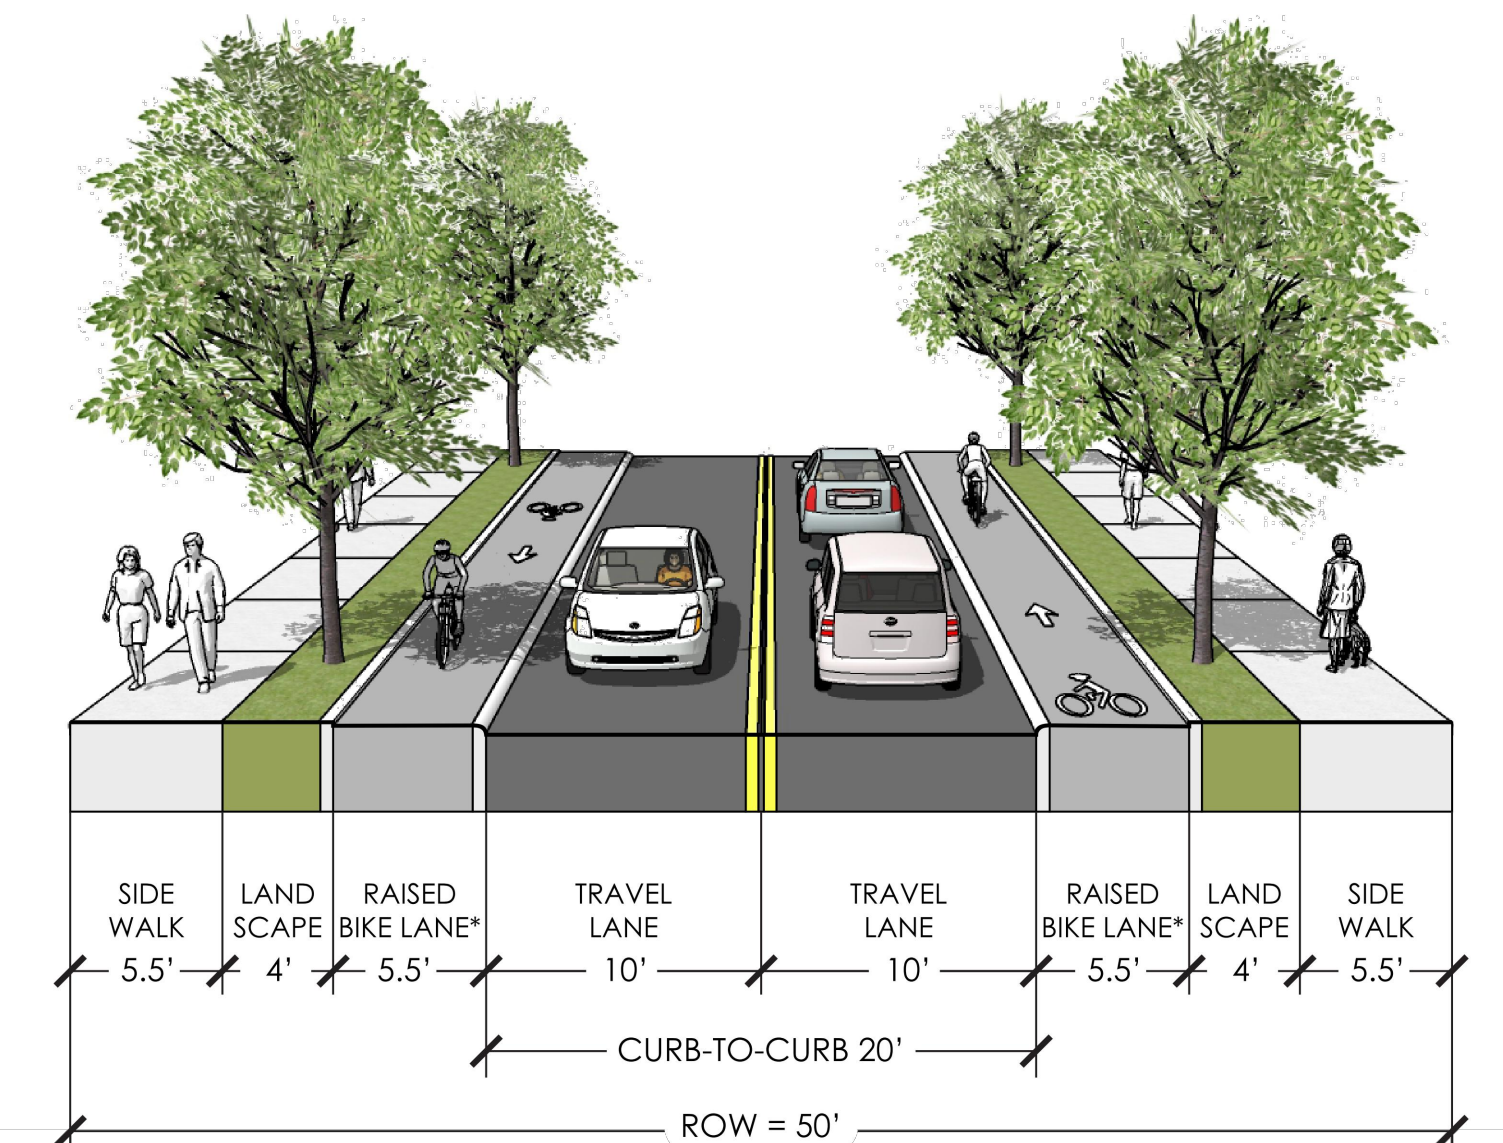 SIDE LAND RAISED TRAVEL TRAVEL RAISED LAND SIDE
WALK SCAPE BIKE LANE* LANE LANE BIKE LANE* SCAPE WALK
5.5’ 4’ 5.5’ 10’ 10’ 5.5’ 4’ 5.5’
CURB-TO-CURB 20’
ROW = 50’